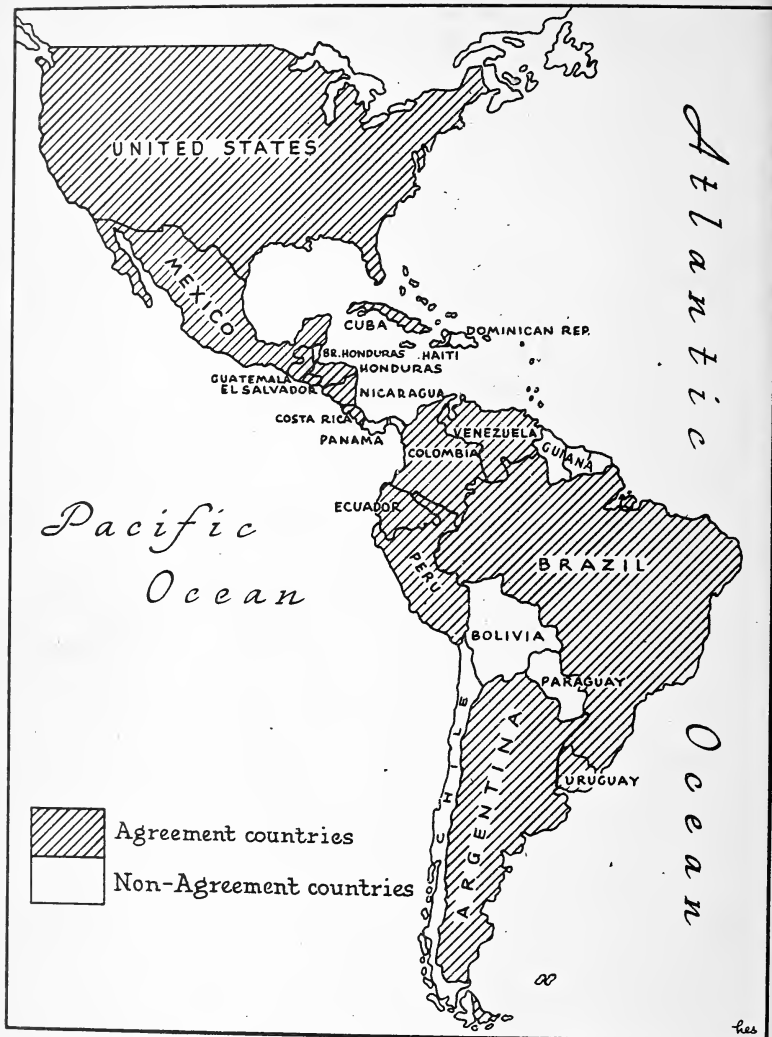 UNITED STATES
MEXICO
CUBA
DOMINICAN REP.
BR. HONDURAS
HAITI
HONDURAS
GUATEMALA
EL SALVADOR
NICARAGUA
COSTA RICA
PANAMA
VENEZUELA
GUIANA
COLOMBIA
ECUADOR
PERU
BRAZIL
BOLIVIA
PARAGUAY
CHILE
ARGENTINA
URUGUAY
Atlantic
Ocean
Pacific
Ocean
Agreement countries
Non-Agreement countries
hes